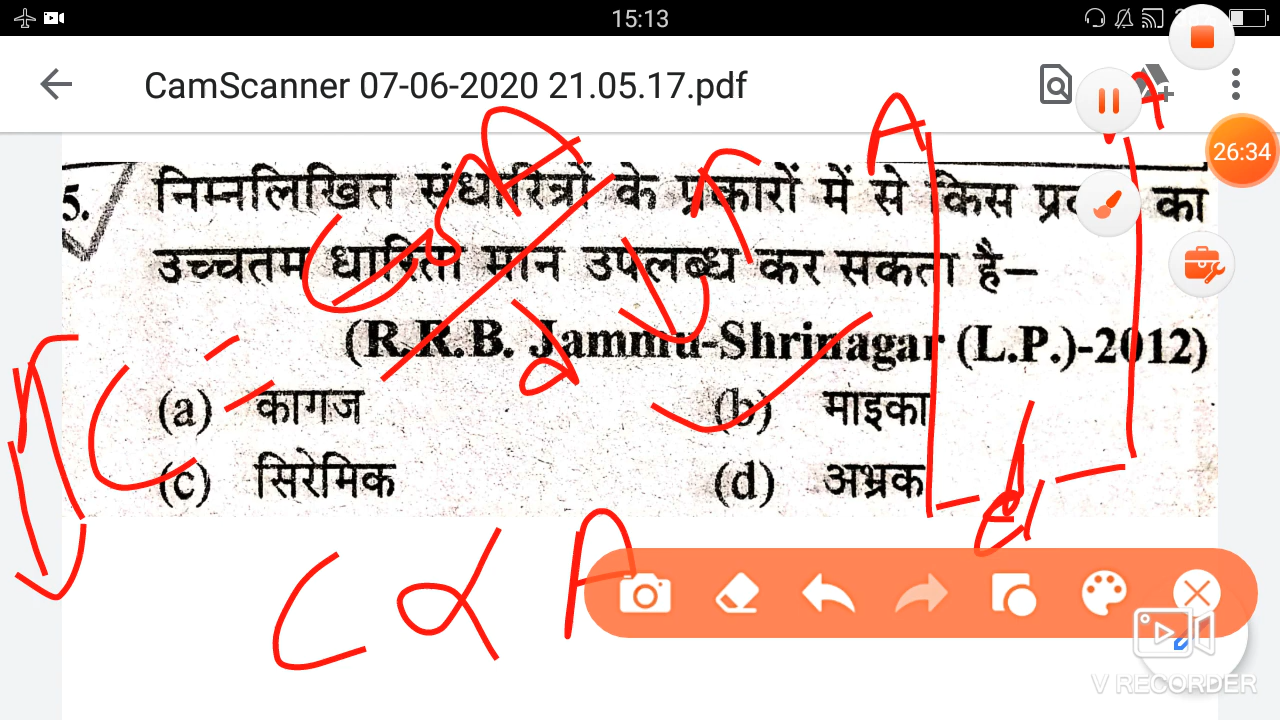 15:13
CamScanner 07-06-2020 21.05.17.pdf
26:34
5. निम्नलिखित संधारित्रों के प्रकारों में से किस का
उच्चतम धारिता मान उपलब्ध कर सकता है–
(R.R.B. Jammu-Shrinagar (L.P.)-2012)
(a) कागज (b) माइका
(c) सिरेमिक (d) अभ्रक
A
A
d
C ∝ A
V RECORDER